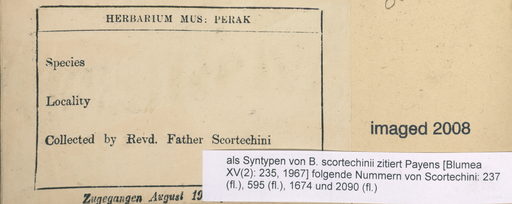 HERBARIUM MUS: PERAK
Species
Locality
Collected by Revd. Father Scortechini
imaged 2008
als Syntypen von B. scortechinii zitiert Payens [Blumea
XV(2): 235, 1967] folgende Nummern von Scortechini: 237
(fl.), 595 (fl.), 1674 und 2090 (fl.)
Zugegangen August 19